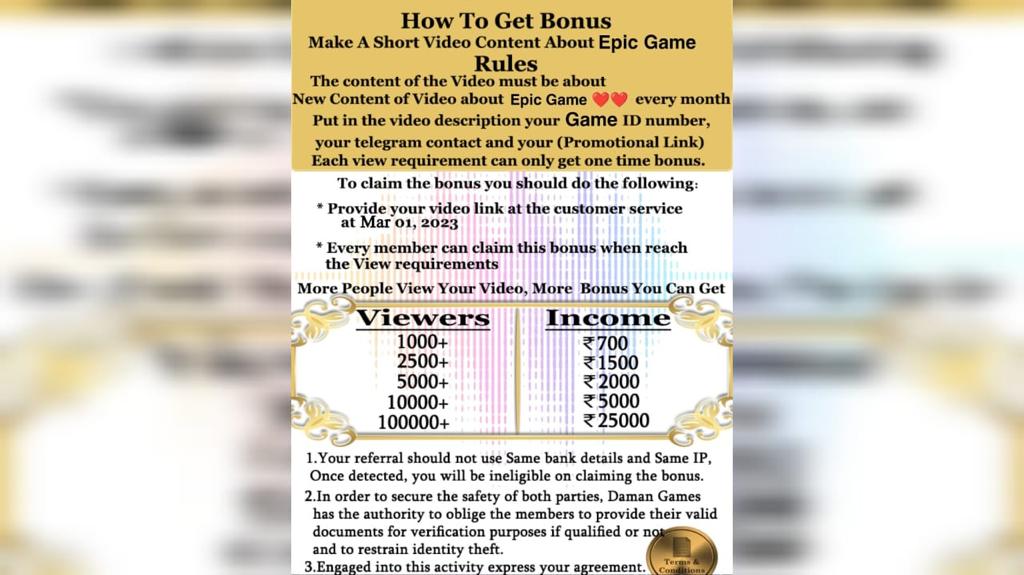 How To Get Bonus
Make A Short Video Content About Epic Game
Rules
The content of the Video must be about
New Content of Video about Epic Game ❤️❤️ every month
Put in the video description your Game ID number,
your telegram contact and your (Promotional Link)
Each view requirement can only get one time bonus.
To claim the bonus you should do the following:
* Provide your video link at the customer service
at Mar 01, 2023
* Every member can claim this bonus when reach
the View requirements
More People View Your Video, More Bonus You Can Get
Viewers Income
1000+ ₹700
2500+ ₹1500
5000+ ₹2000
10000+ ₹5000
100000+ ₹25000
1.Your referral should not use Same bank details and Same IP,
Once detected, you will be ineligible on claiming the bonus.
2.In order to secure the safety of both parties, Daman Games
has the authority to oblige the members to provide their valid
documents for verification purposes if qualified or not
and to restrain identity theft.
3.Engaged into this activity express your agreement.
Terms &
Conditions